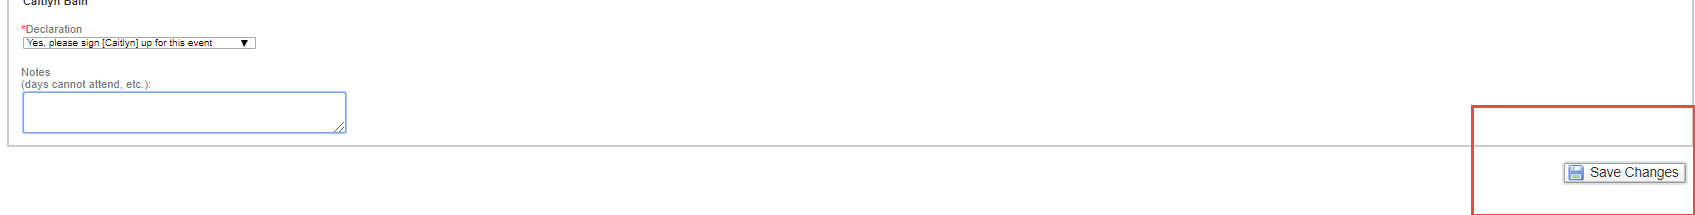 Caitlyn Bain
*Declaration
Yes, please sign [Caitlyn] up for this event
Notes
(days cannot attend, etc.):
Save Changes